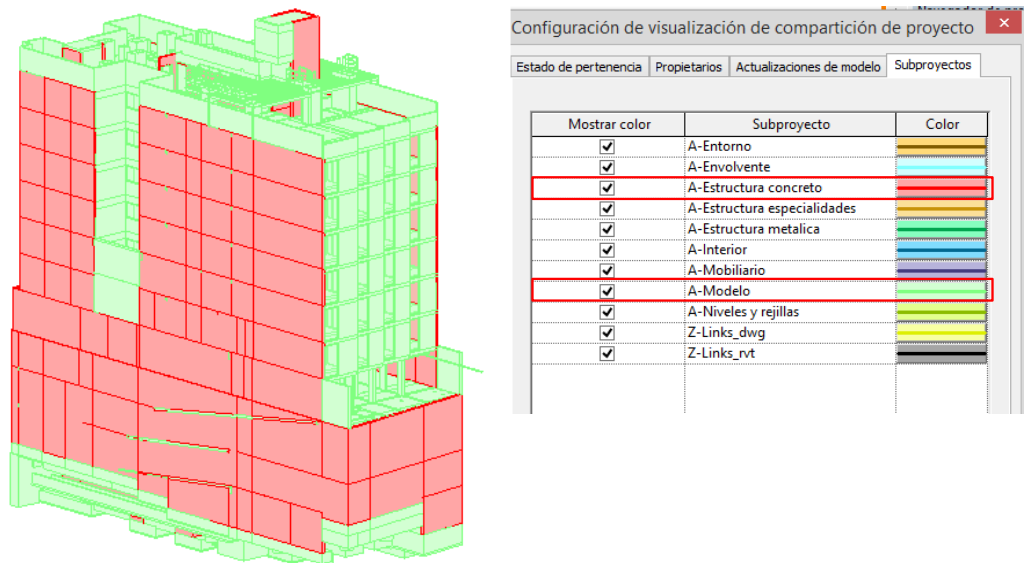 Configuración de visualización de compartición de proyecto
Estado de pertenencia Propietarios Actualizaciones de modelo Subproyectos
Mostrar color Subproyecto Color
A-Entorno
A-Envolvente
A-Estructura concreto
A-Estructura especialidades
A-Estructura metalica
A-Interior
A-Mobiliario
A-Modelo
A-Niveles y rejillas
Z-Links_dwg
Z-Links_rvt